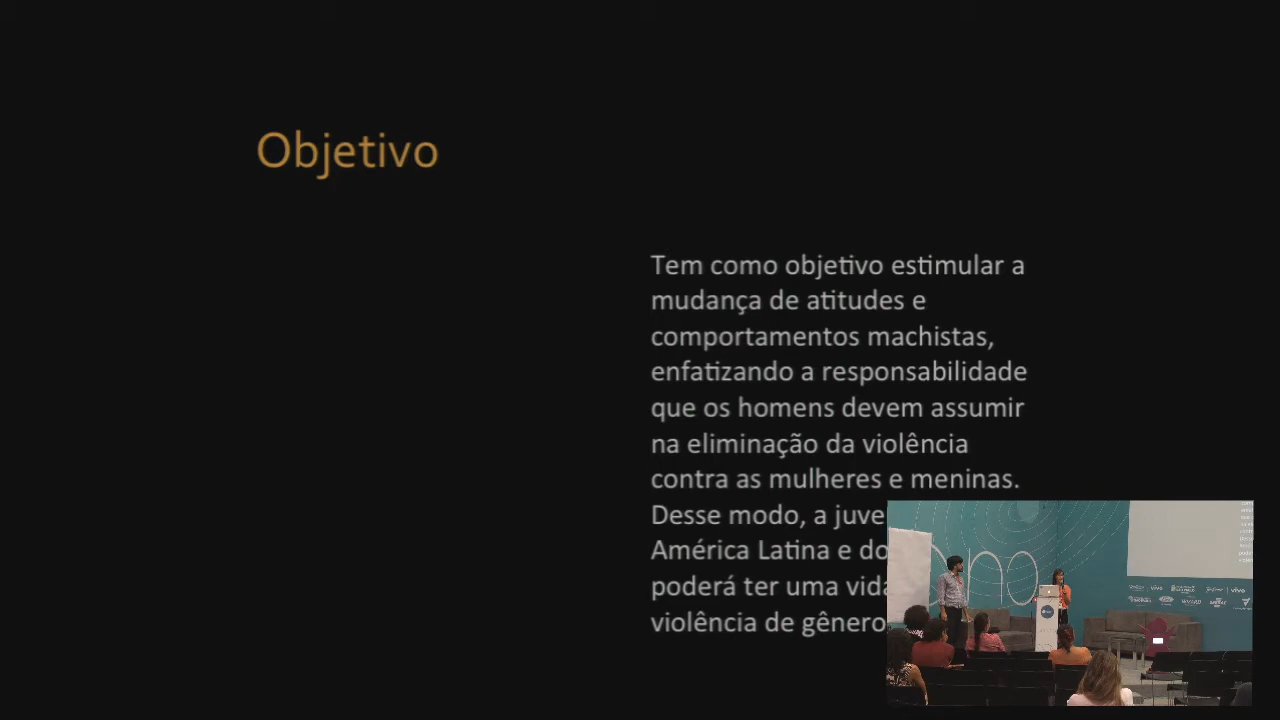 Objetivo
Tem como objetivo estimular a
mudança de atitudes e
comportamentos machistas,
enfatizando a responsabilidade
que os homens devem assumir
na eliminação da violência
contra as mulheres e meninas.
Desse modo, a juve
América Latina e do
poderá ter uma vida
violência de gênero
vivo
vivo